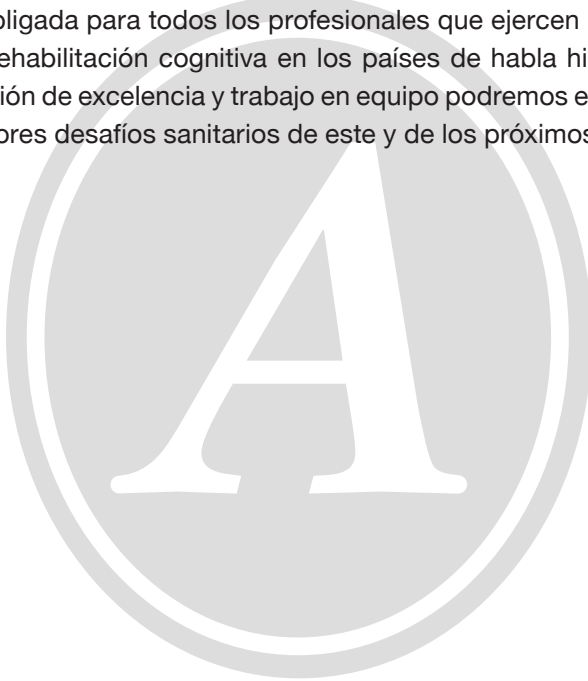 para todos los profesionales que ejercen
cognitiva en los países de habla
de excelencia y trabajo en equipo podremos
desafíos sanitarios de este y de los próximos
A